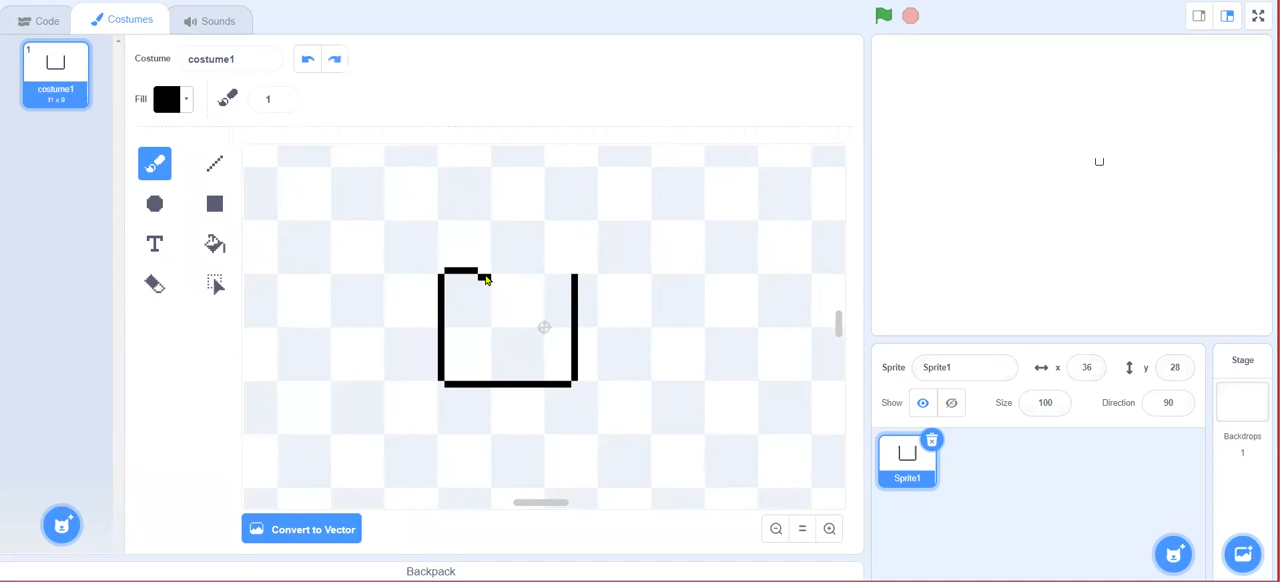 Code
Costumes
Sounds
1
costume1
11 x 9
Costume
costume1
Fill
1
T
Convert to Vector
Backpack
Sprite
Sprite1
x
36
y
28
Show
Size
100
Direction
90
Sprite1
Stage
Backdrops
1